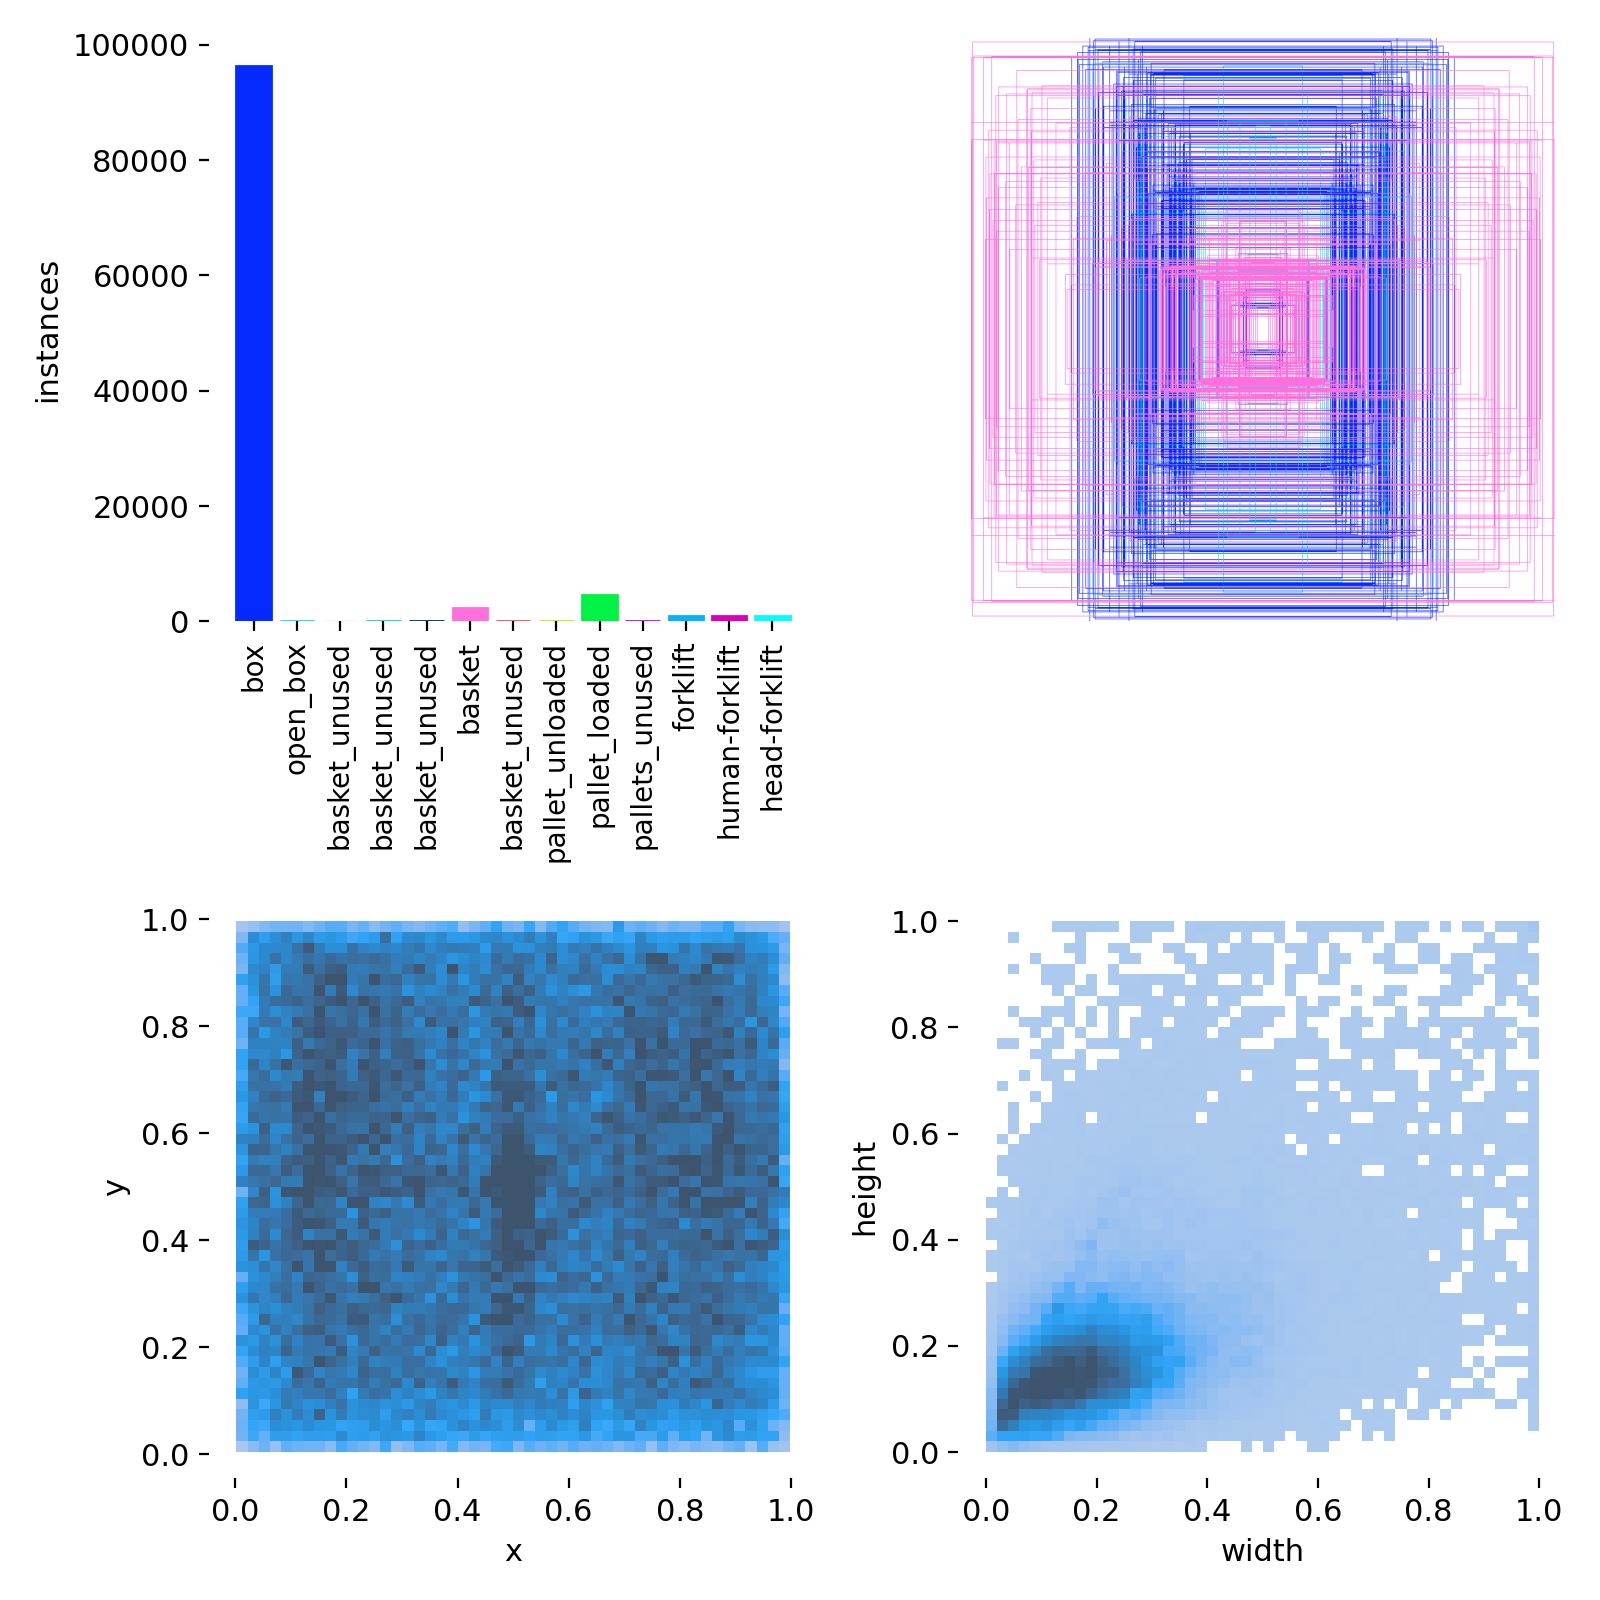 100000
80000
60000
40000
20000
0
instances
box
open_box
basket_unused
basket_unused
basket_unused
basket
basket_unused
pallet_unloaded
pallet_loaded
pallets_unused
forklift
human-forklift
head-forklift
1.0
0.8
0.6
0.4
0.2
0.0
y
0.0 0.2 0.4 0.6 0.8 1.0
x
1.0
0.8
0.6
0.4
0.2
0.0
height
0.0 0.2 0.4 0.6 0.8 1.0
width